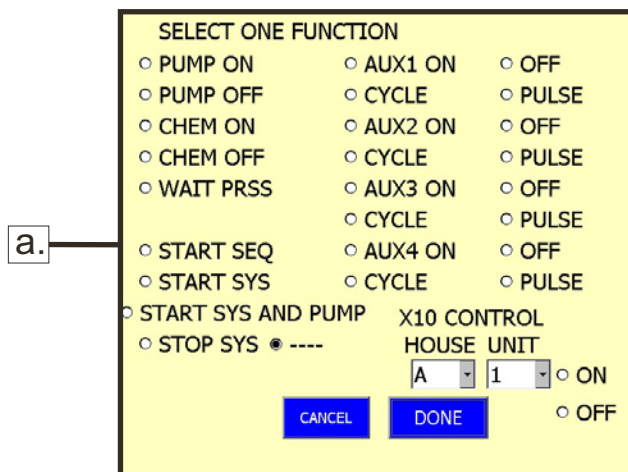 SELECT ONE FUNCTION
PUMP ON AUX1 ON OFF
PUMP OFF CYCLE PULSE
CHEM ON AUX2 ON OFF
CHEM OFF CYCLE PULSE
WAIT PRSS AUX3 ON OFF
CYCLE PULSE
a.
START SEQ AUX4 ON OFF
START SYS CYCLE PULSE
START SYS AND PUMP X10 CONTROL
STOP SYS ---- HOUSE UNIT
A 1 ON
CANCEL DONE OFF